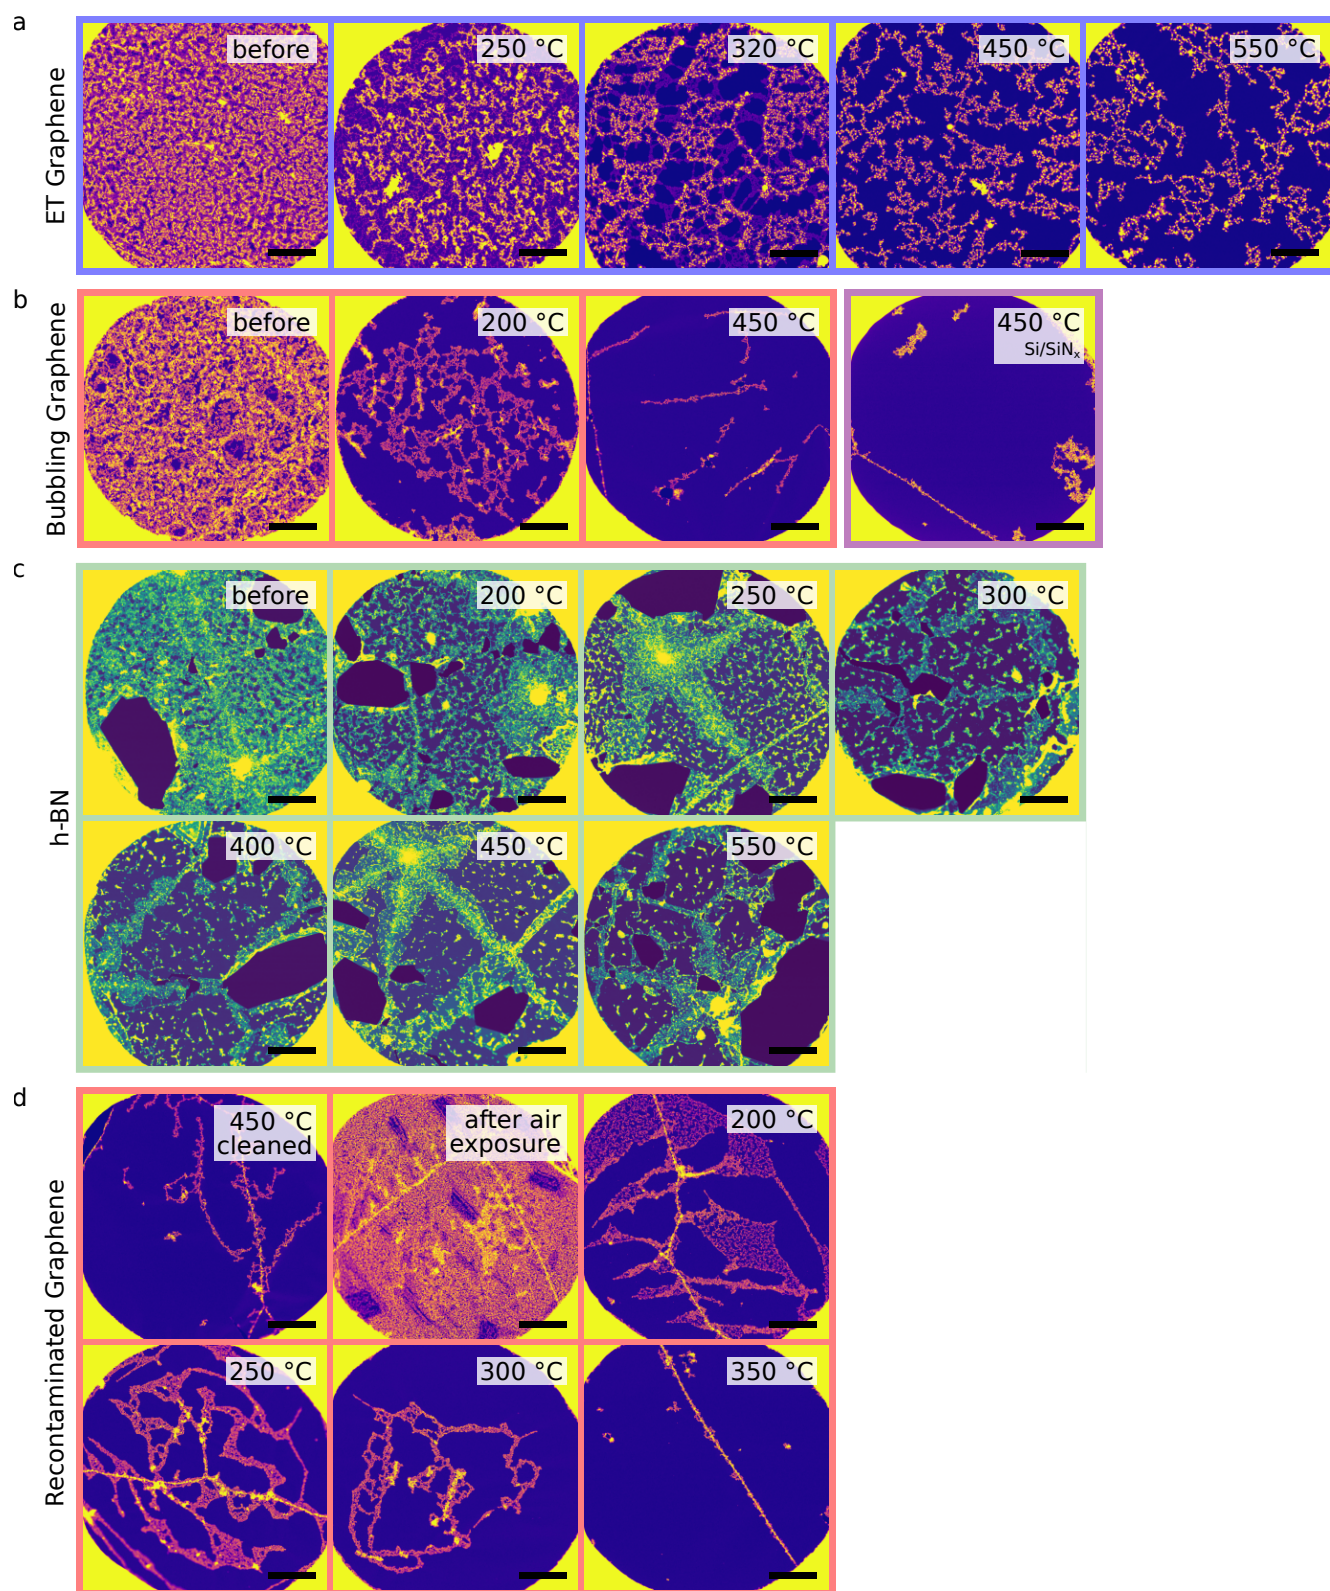 a
ET Graphene
before
250 °C
320 °C
450 °C
550 °C
b
Bubbling Graphene
before
200 °C
450 °C
450 °C
Si/SiNₓ
c
h-BN
before
200 °C
250 °C
300 °C
400 °C
450 °C
550 °C
d
Recontaminated Graphene
450 °C
cleaned
after air
exposure
200 °C
250 °C
300 °C
350 °C